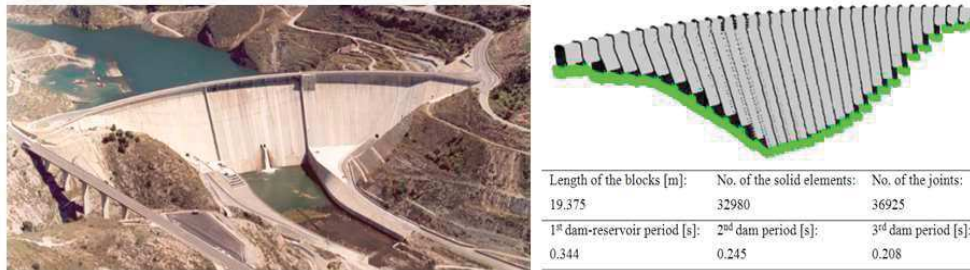 Length of the blocks [m]: No. of the solid elements: No. of the joints:
19.375 32980 36925
1st dam-reservoir period [s]: 2nd dam period [s]: 3rd dam period [s]:
0.344 0.245 0.208